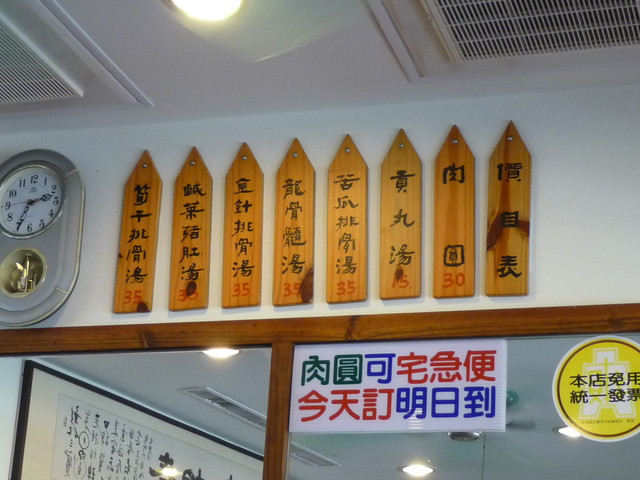 價目表
肉圓 30
貢丸湯 15
苦瓜排骨湯 35
龍骨髓湯 35
金針排骨湯 35
鹹菜豬肚湯 35
筍干排骨湯 35
肉圓可宅急便
今天訂明日到
本店免用
統一發票